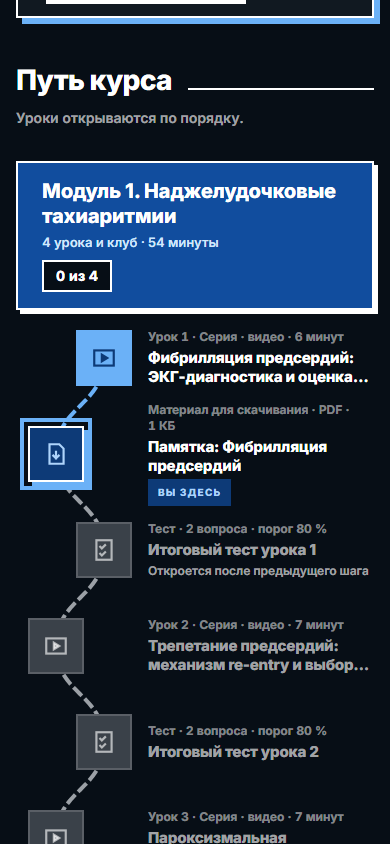 Путь курса
Уроки открываются по порядку.
Модуль 1. Наджелудочковые
тахиаритмии
4 урока и клуб · 54 минуты
0 из 4
Урок 1 · Серия · видео · 6 минут
Фибрилляция предсердий:
ЭКГ-диагностика и оценка...
Материал для скачивания · PDF ·
1 КБ
Памятка: Фибрилляция
предсердий
ВЫ ЗДЕСЬ
Тест · 2 вопроса · порог 80 %
Итоговый тест урока 1
Откроется после предыдущего шага
Урок 2 · Серия · видео · 7 минут
Трепетание предсердий:
механизм re-entry и выбор...
Тест · 2 вопроса · порог 80 %
Итоговый тест урока 2
Урок 3 · Серия · видео · 7 минут
Пароксизмальная